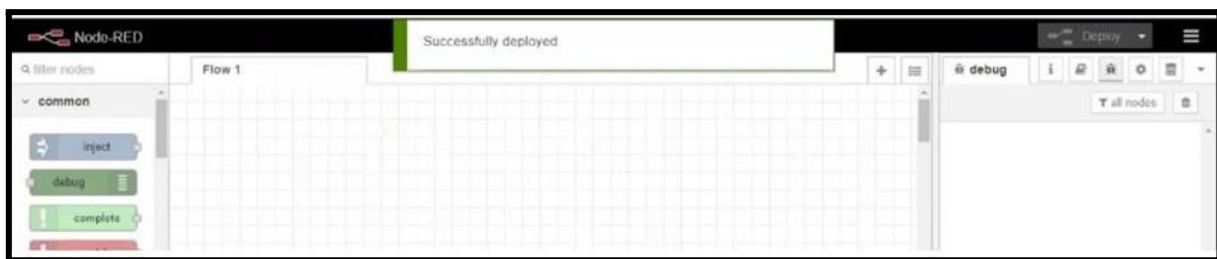 Node-RED
Successfully deployed
Deploy
filter nodes
Flow 1
debug
i
all nodes
common
inject
debug
complete